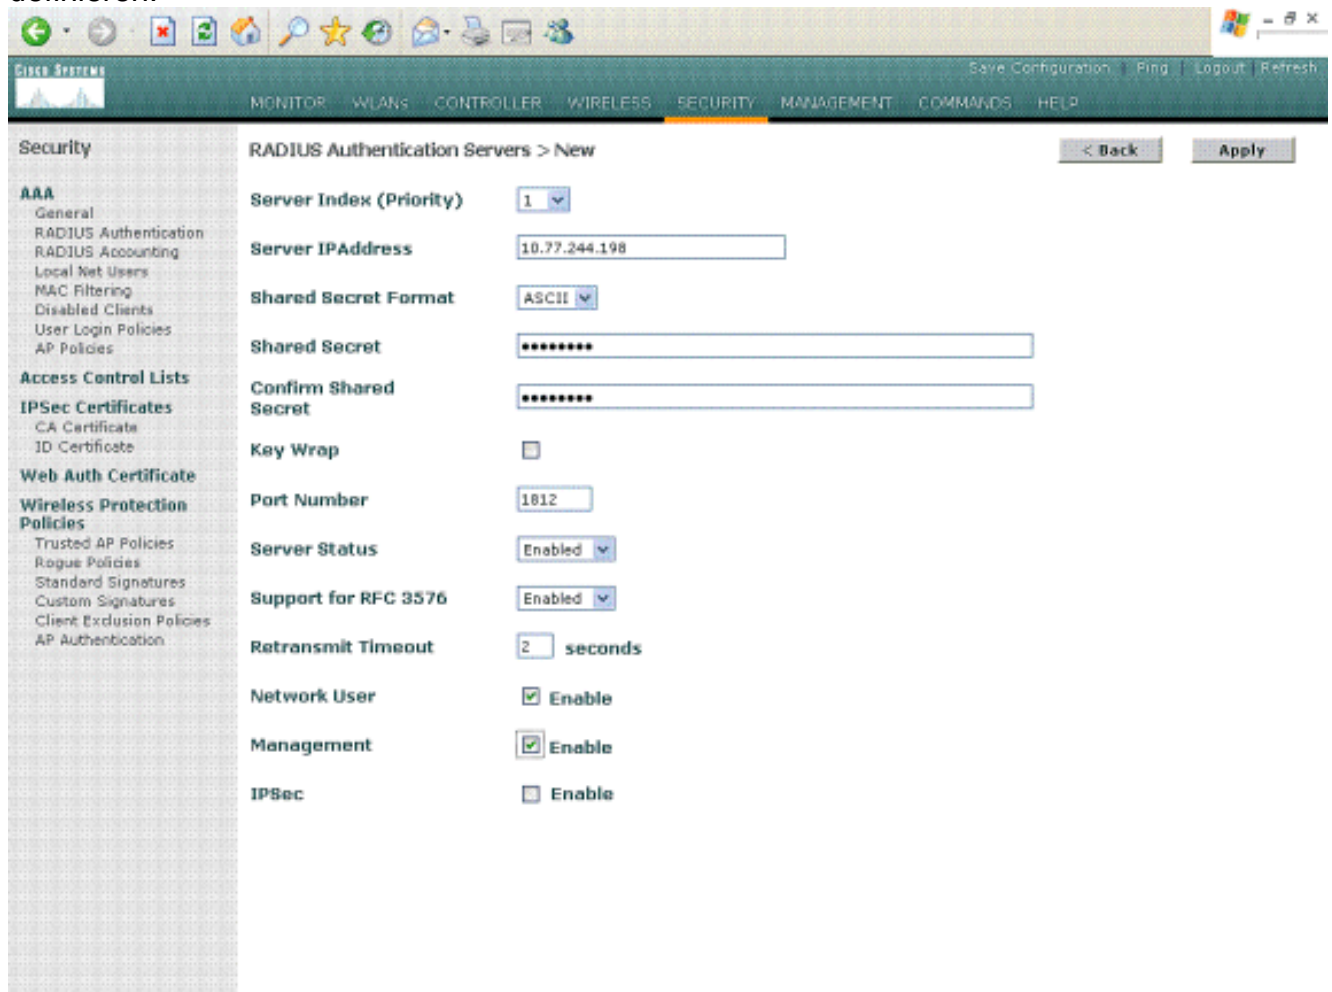 definieren.
CISCO SYSTEMS
Save Configuration | Ping | Logout | Refresh
MONITOR WLANs CONTROLLER WIRELESS SECURITY MANAGEMENT COMMANDS HELP
Security
AAA
General
RADIUS Authentication
RADIUS Accounting
Local Net Users
MAC Filtering
Disabled Clients
User Login Policies
AP Policies
Access Control Lists
IPSec Certificates
CA Certificate
ID Certificate
Web Auth Certificate
Wireless Protection
Policies
Trusted AP Policies
Rogue Policies
Standard Signatures
Custom Signatures
Client Exclusion Policies
AP Authentication
RADIUS Authentication Servers > New
< Back Apply
Server Index (Priority) 1
Server IPAddress 10.77.244.198
Shared Secret Format ASCII
Shared Secret ••••••••
Confirm Shared
Secret ••••••••
Key Wrap
Port Number 1812
Server Status Enabled
Support for RFC 3576 Enabled
Retransmit Timeout 2 seconds
Network User Enable
Management Enable
IPSec Enable